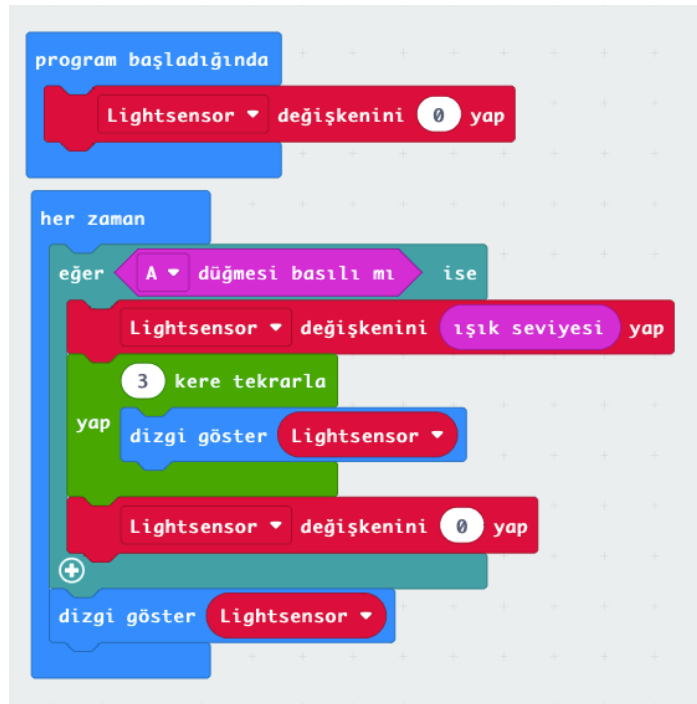 program başladığında
Lightsensor değişkenini 0 yap
her zaman
eğer A düğmesi basılı mı ise
Lightsensor değişkenini ışık seviyesi yap
3 kere tekrarla
yap dizgi göster Lightsensor
Lightsensor değişkenini 0 yap
dizgi göster Lightsensor